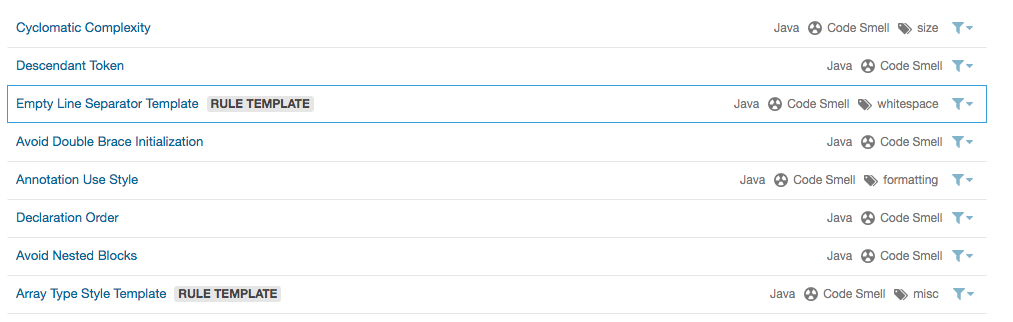 Cyclomatic Complexity Java Code Smell size
Descendant Token Java Code Smell
Empty Line Separator Template RULE TEMPLATE Java Code Smell whitespace
Avoid Double Brace Initialization Java Code Smell
Annotation Use Style Java Code Smell formatting
Declaration Order Java Code Smell
Avoid Nested Blocks Java Code Smell
Array Type Style Template RULE TEMPLATE Java Code Smell misc